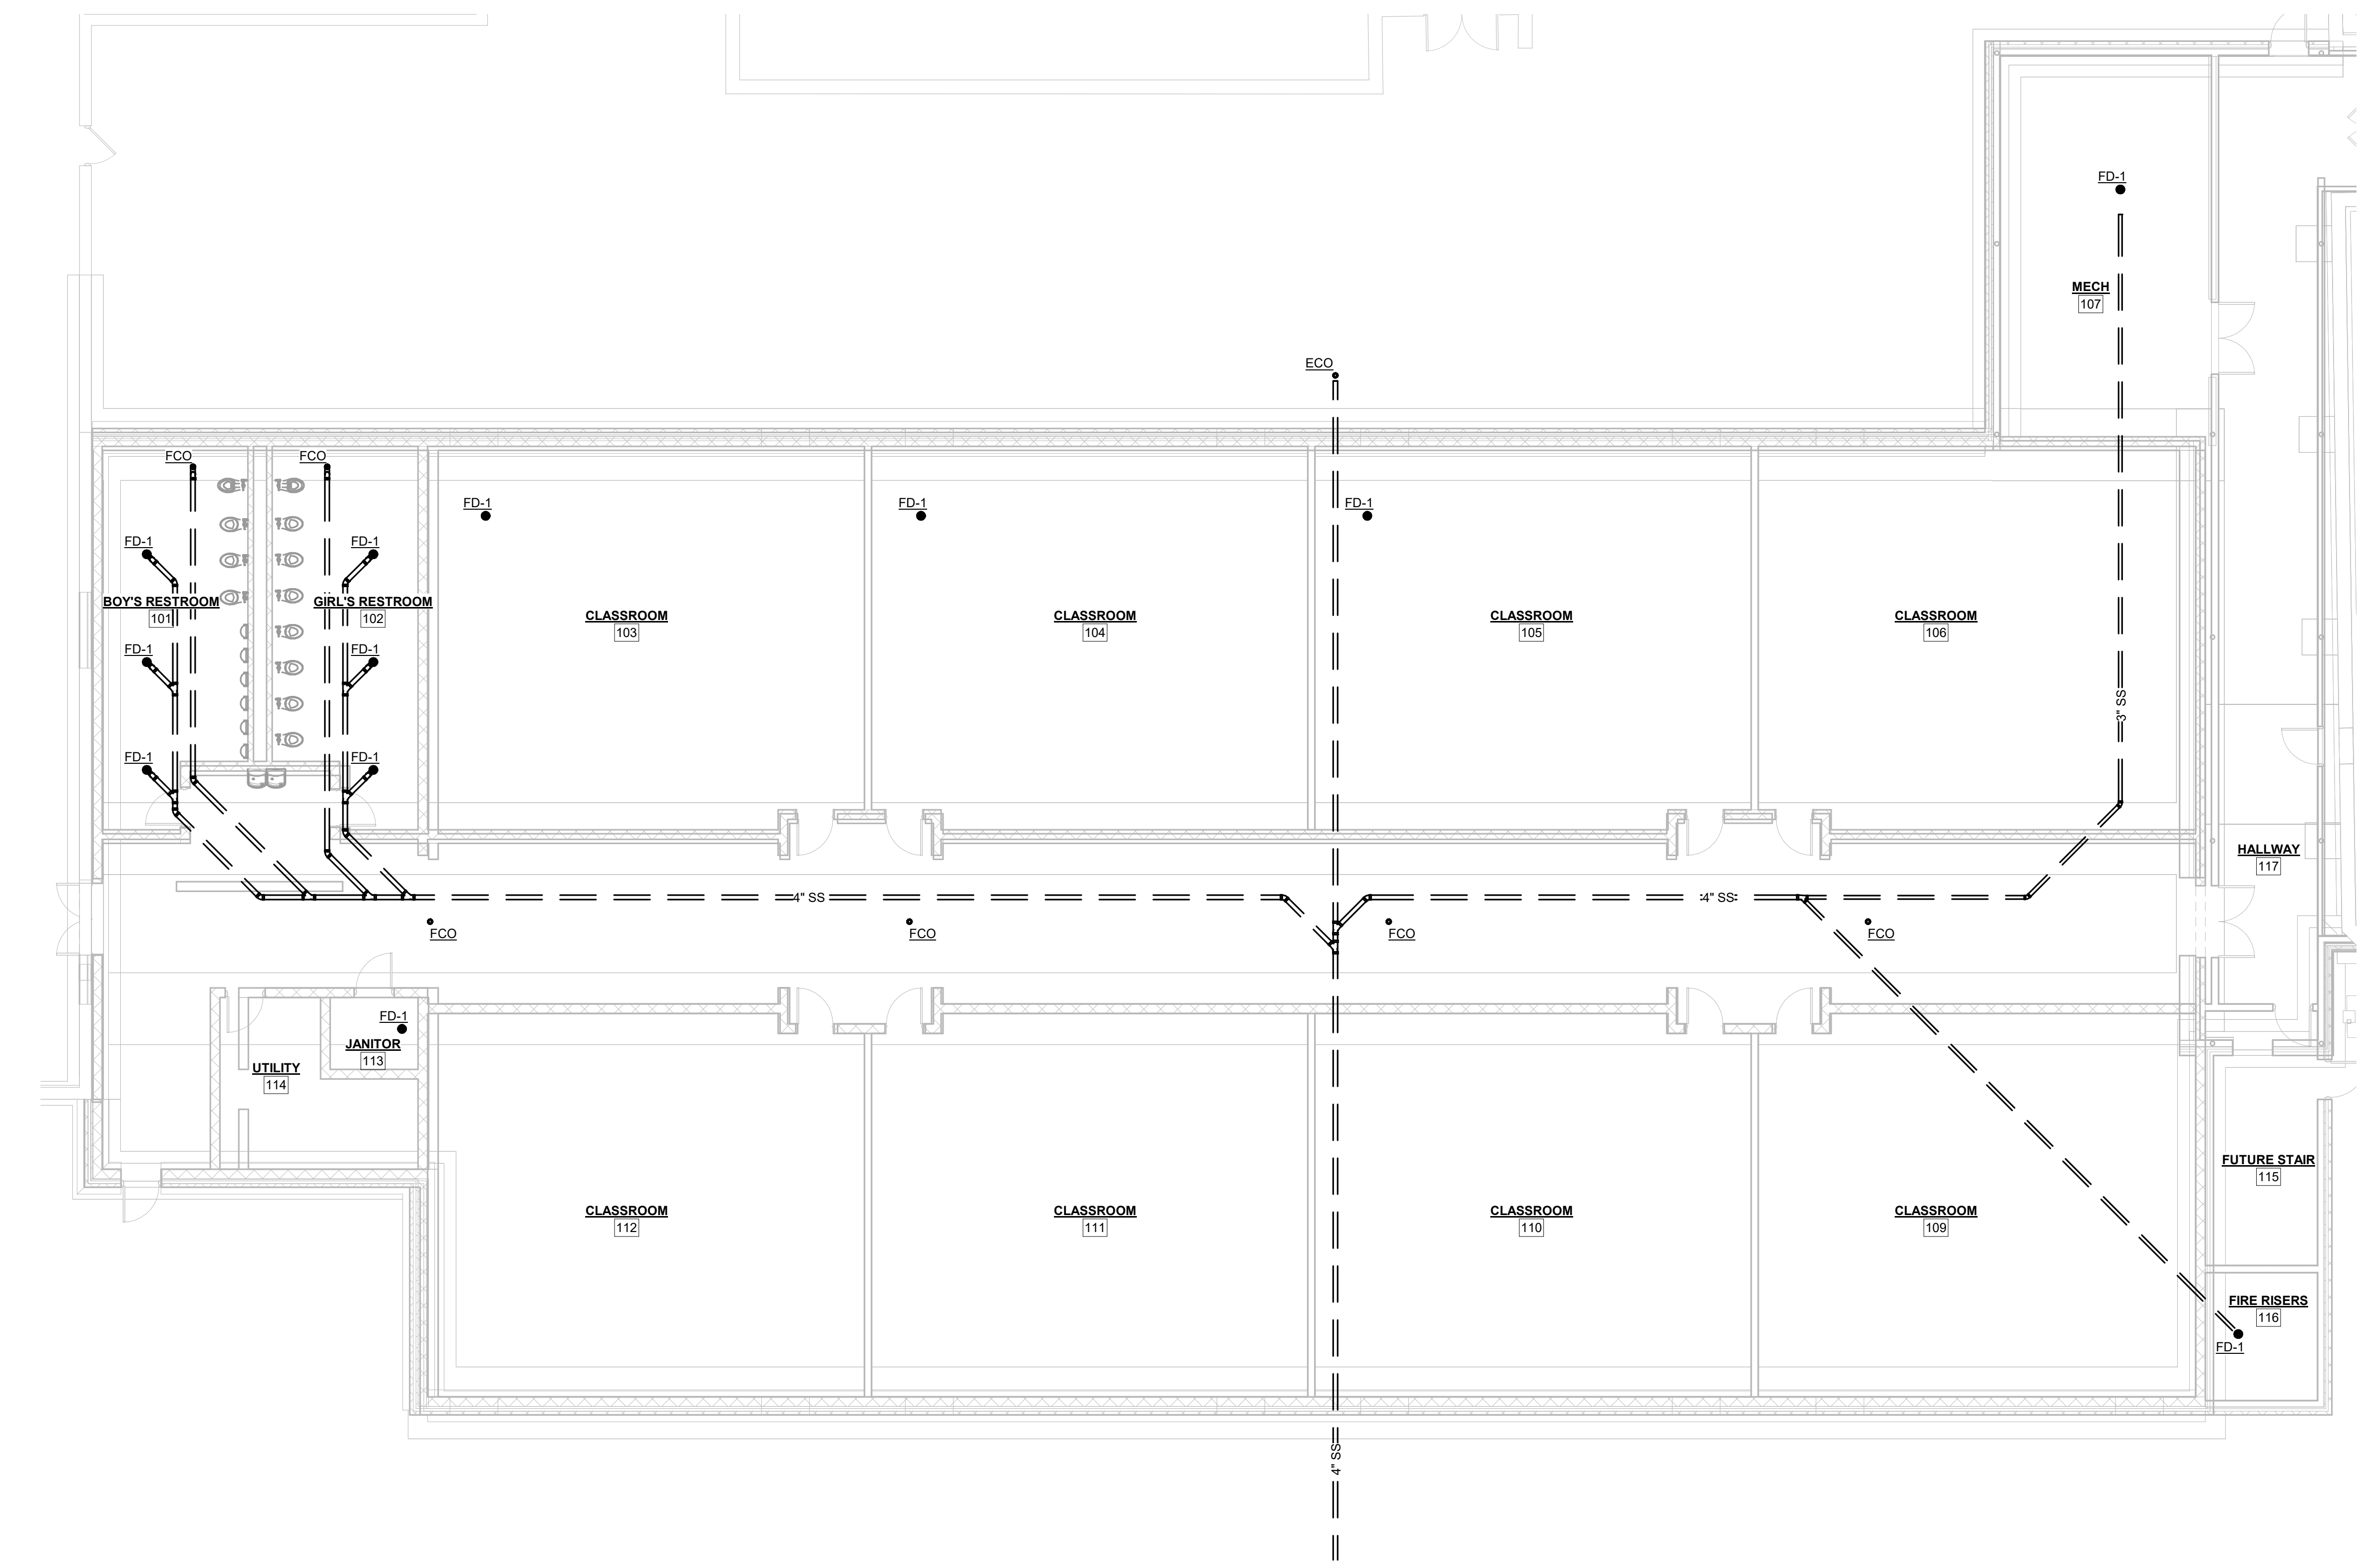 FD-1
MECH
107
ECO
FCO
FCO
FD-1
FD-1
FD-1
FD-1
FD-1
BOY'S RESTROOM
101
GIRL'S RESTROOM
102
CLASSROOM
103
CLASSROOM
104
CLASSROOM
105
CLASSROOM
106
FD-1
FD-1
3" SS
FD-1
FD-1
HALLWAY
117
4" SS
4" SS
FCO
FCO
FCO
FCO
FD-1
JANITOR
113
UTILITY
114
FUTURE STAIR
115
CLASSROOM
112
CLASSROOM
111
CLASSROOM
110
CLASSROOM
109
FIRE RISERS
116
FD-1
4" SS